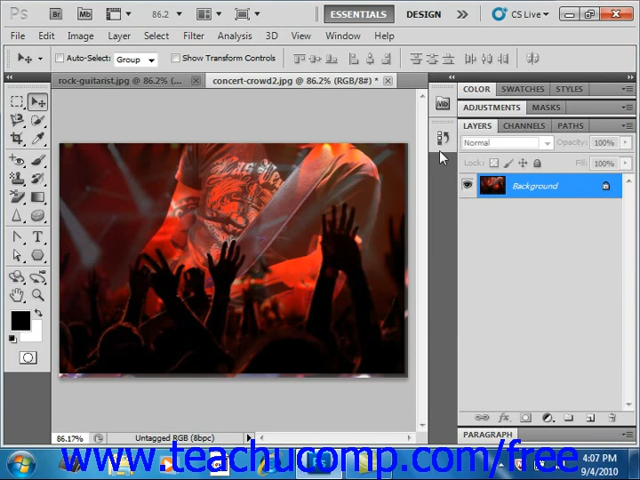 Ps Br Mb 86.2 ESSENTIALS DESIGN CS Live
File Edit Image Layer Select Filter Analysis 3D View Window Help
Auto-Select: Group Show Transform Controls
rock-guitarist.jpg @ 86.2% (... concert-crowd2.jpg @ 86.2% (RGB/8#) *
COLOR SWATCHES STYLES
Mb
ADJUSTMENTS MASKS
LAYERS CHANNELS PATHS
Normal Opacity: 100%
Lock: Fill: 100%
Background
T
fx
86.17% Untagged RGB (8bpc)
PARAGRAPH
www.teachucomp.com/free
4:07 PM
9/4/2010